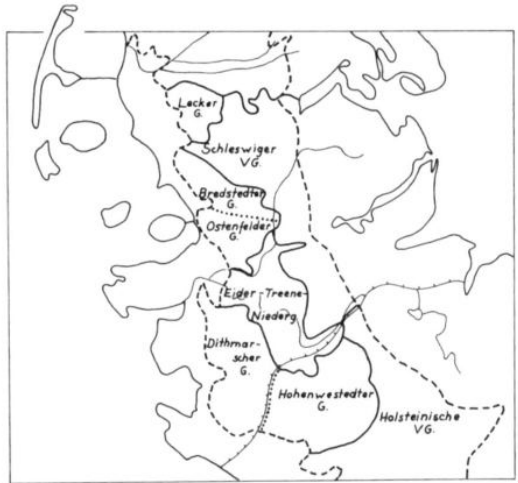 Lecker
G.
Schleswiger
VG.
Bredstedter
G.
Ostenfelder
G.
Eider-Treene-
Niederg.
Dithmar-
scher
G.
Hohenwestedter
G.
Holsteinische
VG.